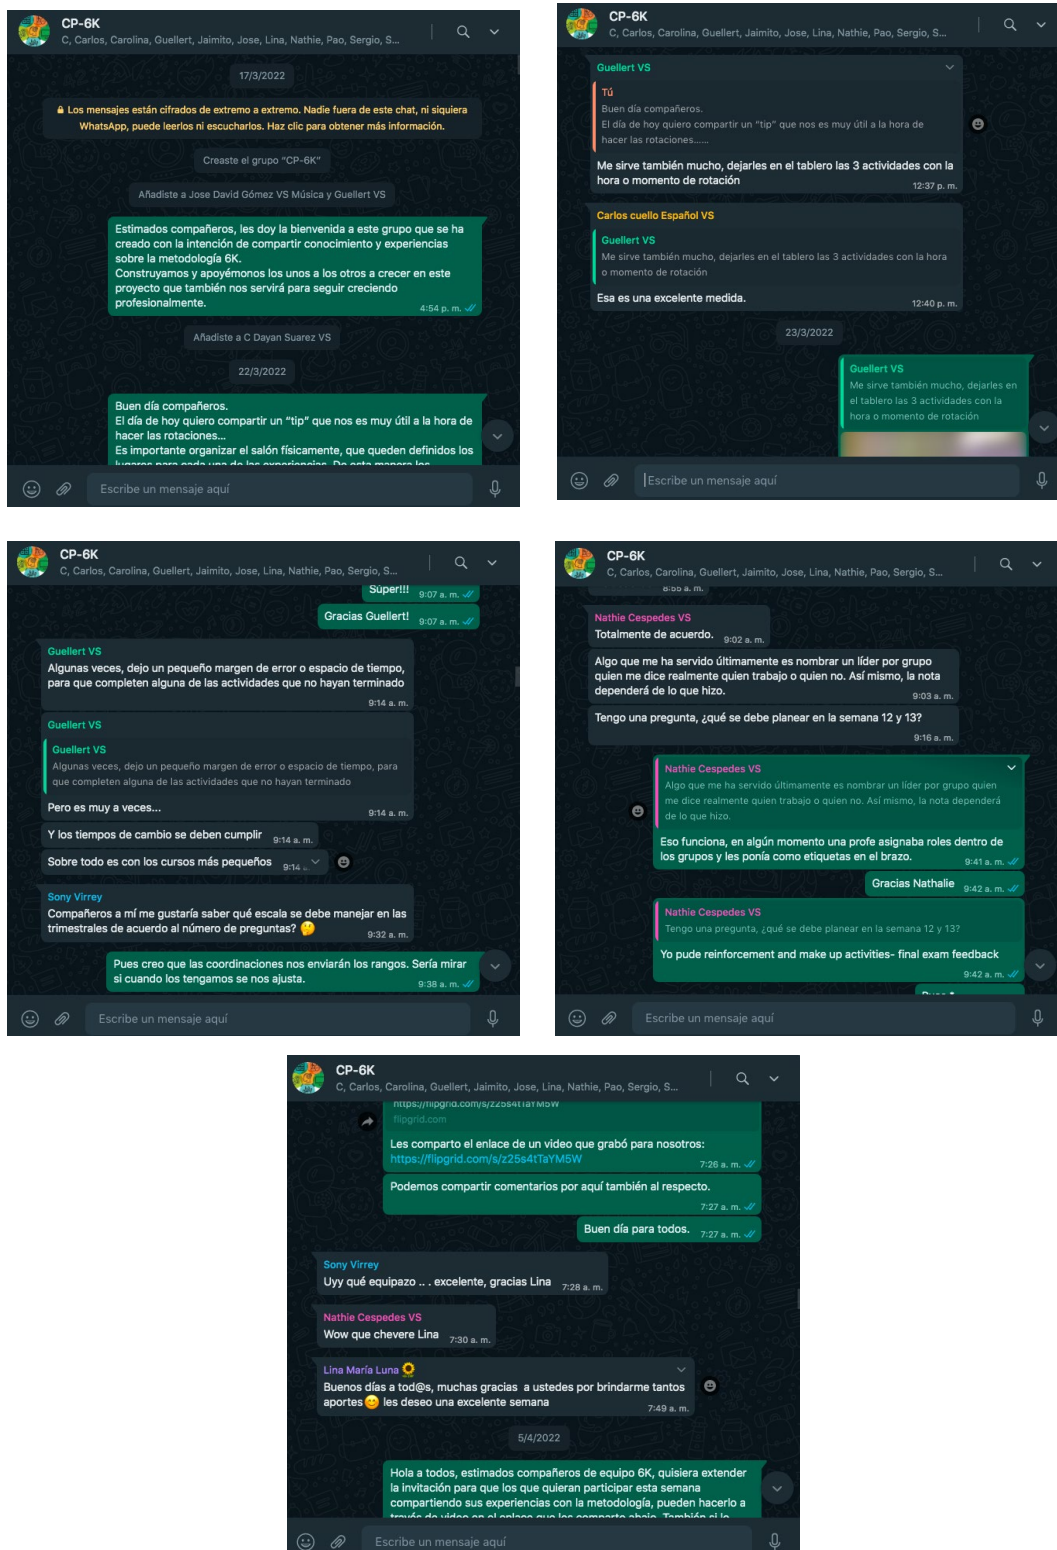 CP-6K
C, Carlos, Carolina, Guellert, Jaimito, Jose, Lina, Nathie, Pao, Sergio, S...
17/3/2022
Los mensajes están cifrados de extremo a extremo. Nadie fuera de este chat, ni siquiera
WhatsApp, puede leerlos ni escucharlos. Haz clic para obtener más información.
Creaste el grupo "CP-6K"
Añadiste a Jose David Gómez VS Música y Guellert VS
Estimados compañeros, les doy la bienvenida a este grupo que se ha
creado con la intención de compartir conocimiento y experiencias
sobre la metodología 6K.
Construyamos y apoyémonos los unos a los otros a crecer en este
proyecto que también nos servirá para seguir creciendo
profesionalmente.
4:54 p. m.
Añadiste a C Dayan Suarez VS
22/3/2022
Buen día compañeros.
El día de hoy quiero compartir un "tip" que nos es muy útil a la hora de
hacer las rotaciones...
Es importante organizar el salón físicamente, que queden definidos los
lugares para cada una de las experiencias. De esta manera los
Escribe un mensaje aquí
CP-6K
C, Carlos, Carolina, Guellert, Jaimito, Jose, Lina, Nathie, Pao, Sergio, S...
Guellert VS
Tú
Buen día compañeros.
El día de hoy quiero compartir un "tip" que nos es muy útil a la hora de
hacer las rotaciones......
Me sirve también mucho, dejarles en el tablero las 3 actividades con la
hora o momento de rotación
12:37 p. m.
Carlos cuello Español VS
Guellert VS
Me sirve también mucho, dejarles en el tablero las 3 actividades con la hora
o momento de rotación
Esa es una excelente medida.
12:40 p. m.
23/3/2022
Guellert VS
Me sirve también mucho, dejarles en
el tablero las 3 actividades con la
hora o momento de rotación
Escribe un mensaje aquí
CP-6K
C, Carlos, Carolina, Guellert, Jaimito, Jose, Lina, Nathie, Pao, Sergio, S...
Súper!!! 9:07 a. m.
Gracias Guellert! 9:07 a. m.
Guellert VS
Algunas veces, dejo un pequeño margen de error o espacio de tiempo,
para que completen alguna de las actividades que no hayan terminado
9:14 a. m.
Guellert VS
Guellert VS
Algunas veces, dejo un pequeño margen de error o espacio de tiempo, para
que completen alguna de las actividades que no hayan terminado
Pero es muy a veces...
9:14 a. m.
Y los tiempos de cambio se deben cumplir 9:14 a. m.
Sobre todo es con los cursos más pequeños 9:14
Sony Virrey
Compañeros a mí me gustaría saber qué escala se debe manejar en las
trimestrales de acuerdo al número de preguntas? 🤔
9:32 a. m.
Pues creo que las coordinaciones nos enviarán los rangos. Sería mirar
si cuando los tengamos se nos ajusta.
9:38 a. m.
Escribe un mensaje aquí
CP-6K
C, Carlos, Carolina, Guellert, Jaimito, Jose, Lina, Nathie, Pao, Sergio, S...
8:55 a. m.
Nathie Cespedes VS
Totalmente de acuerdo. 9:02 a. m.
Algo que me ha servido últimamente es nombrar un líder por grupo
quien me dice realmente quien trabajo o quien no. Así mismo, la nota
dependerá de lo que hizo.
9:03 a. m.
Tengo una pregunta, ¿qué se debe planear en la semana 12 y 13?
9:16 a. m.
Nathie Cespedes VS
Algo que me ha servido últimamente es nombrar un líder por grupo quien
me dice realmente quien trabajo o quien no. Así mismo, la nota dependerá
de lo que hizo.
Eso funciona, en algún momento una profe asignaba roles dentro de
los grupos y les ponía como etiquetas en el brazo.
9:41 a. m.
Gracias Nathalie 9:42 a. m.
Nathie Cespedes VS
Tengo una pregunta, ¿qué se debe planear en la semana 12 y 13?
Yo pude reinforcement and make up activities- final exam feedback
9:42 a. m.
Escribe un mensaje aquí
CP-6K
C, Carlos, Carolina, Guellert, Jaimito, Jose, Lina, Nathie, Pao, Sergio, S...
https://flipgrid.com/s/z25s4tTaYM5W
flipgrid.com
Les comparto el enlace de un video que grabó para nosotros:
https://flipgrid.com/s/z25s4tTaYM5W
7:26 a. m.
Podemos compartir comentarios por aquí también al respecto.
7:27 a. m.
Buen día para todos. 7:27 a. m.
Sony Virrey
Uyy qué equipazo .. . excelente, gracias Lina 7:28 a. m.
Nathie Cespedes VS
Wow que chevere Lina 7:30 a. m.
Lina María Luna 🌻
Buenos días a tod@s, muchas gracias a ustedes por brindarme tantos
aportes 😊 les deseo una excelente semana
7:49 a. m.
5/4/2022
Hola a todos, estimados compañeros de equipo 6K, quisiera extender
la invitación para que los que quieran participar esta semana
compartiendo sus experiencias con la metodología, pueden hacerlo a
través de video en el enlace que les comparto abajo. También si lo
Escribe un mensaje aquí